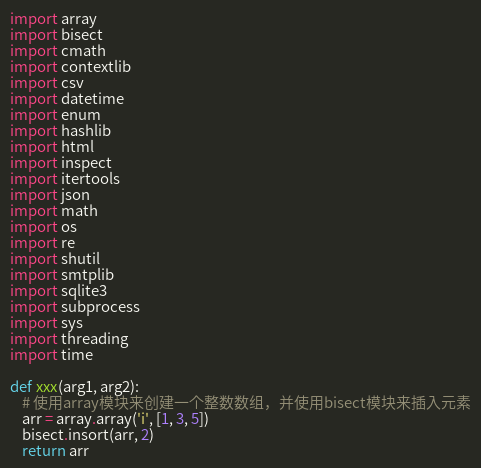 import array
import bisect
import cmath
import contextlib
import csv
import datetime
import enum
import hashlib
import html
import inspect
import itertools
import json
import math
import os
import re
import shutil
import smtplib
import sqlite3
import subprocess
import sys
import threading
import time

def xxx(arg1, arg2):
    # 使用array模块来创建一个整数数组，并使用bisect模块来插入元素
    arr = array.array('i', [1, 3, 5])
    bisect.insort(arr, 2)
    return arr